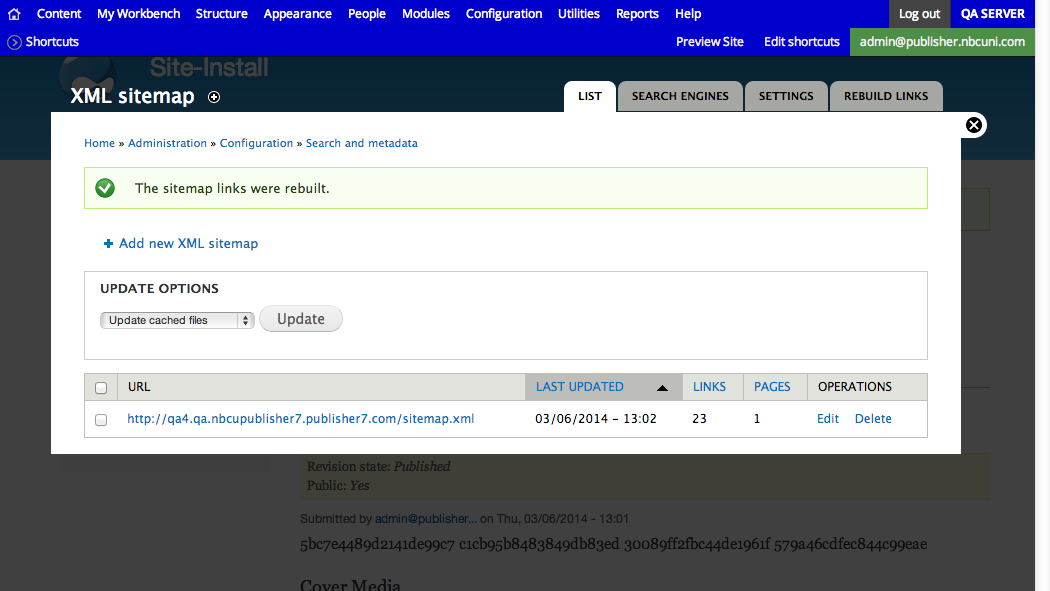 Content My Workbench Structure Appearance People Modules Configuration Utilities Reports Help Log out QA SERVER
Shortcuts Preview Site Edit shortcuts admin@publisher.nbcuni.com
Site-Install
XML sitemap LIST SEARCH ENGINES SETTINGS REBUILD LINKS
Home » Administration » Configuration » Search and metadata
The sitemap links were rebuilt.
Add new XML sitemap
UPDATE OPTIONS
Update cached files Update
URL LAST UPDATED LINKS PAGES OPERATIONS
http://qa4.qa.nbcupublisher7.publisher7.com/sitemap.xml 03/06/2014 - 13:02 23 1 Edit Delete
Revision state: Published
Public: Yes
Submitted by admin@publisher... on Thu, 03/06/2014 - 13:01
5bc7e4489d2141de99c7 c1cb95b8483849db83ed 30089ff2fbc44de1961f 579a46cdfec844c99eae
Cover Media